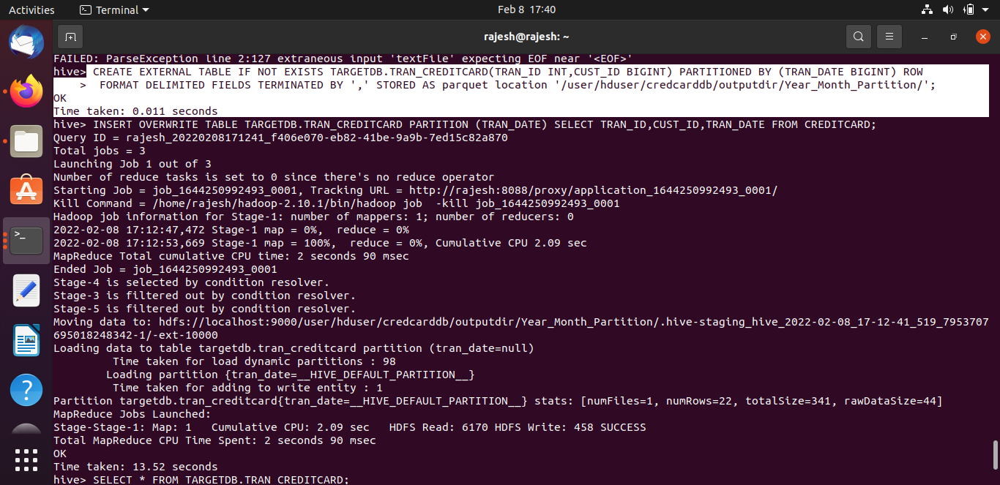 Activities
Terminal
Feb 8 17:40
rajesh@rajesh: ~
FAILED: ParseException line 2:127 extraneous input 'textFile' expecting EOF near '<EOF>'
hive> CREATE EXTERNAL TABLE IF NOT EXISTS TARGETDB.TRAN_CREDITCARD(TRAN_ID INT,CUST_ID BIGINT) PARTITIONED BY (TRAN_DATE BIGINT) ROW
    >  FORMAT DELIMITED FIELDS TERMINATED BY ',' STORED AS parquet location '/user/hduser/credcarddb/outputdir/Year_Month_Partition/';
OK
Time taken: 0.011 seconds
hive> INSERT OVERWRITE TABLE TARGETDB.TRAN_CREDITCARD PARTITION (TRAN_DATE) SELECT TRAN_ID,CUST_ID,TRAN_DATE FROM CREDITCARD;
Query ID = rajesh_20220208171241_f406e070-eb82-41be-9a9b-7ed15c82a870
Total jobs = 3
Launching Job 1 out of 3
Number of reduce tasks is set to 0 since there's no reduce operator
Starting Job = job_1644250992493_0001, Tracking URL = http://rajesh:8088/proxy/application_1644250992493_0001/
Kill Command = /home/rajesh/hadoop-2.10.1/bin/hadoop job  -kill job_1644250992493_0001
Hadoop job information for Stage-1: number of mappers: 1; number of reducers: 0
2022-02-08 17:12:47,472 Stage-1 map = 0%,  reduce = 0%
2022-02-08 17:12:53,669 Stage-1 map = 100%,  reduce = 0%, Cumulative CPU 2.09 sec
MapReduce Total cumulative CPU time: 2 seconds 90 msec
Ended Job = job_1644250992493_0001
Stage-4 is selected by condition resolver.
Stage-3 is filtered out by condition resolver.
Stage-5 is filtered out by condition resolver.
Moving data to: hdfs://localhost:9000/user/hduser/credcarddb/outputdir/Year_Month_Partition/.hive-staging_hive_2022-02-08_17-12-41_519_7953707
695018248342-1/-ext-10000
Loading data to table targetdb.tran_creditcard partition (tran_date=null)
         Time taken for load dynamic partitions : 98
        Loading partition {tran_date=__HIVE_DEFAULT_PARTITION__}
         Time taken for adding to write entity : 1
Partition targetdb.tran_creditcard{tran_date=__HIVE_DEFAULT_PARTITION__} stats: [numFiles=1, numRows=22, totalSize=341, rawDataSize=44]
MapReduce Jobs Launched:
Stage-Stage-1: Map: 1   Cumulative CPU: 2.09 sec   HDFS Read: 6170 HDFS Write: 458 SUCCESS
Total MapReduce CPU Time Spent: 2 seconds 90 msec
OK
Time taken: 13.52 seconds
hive> SELECT * FROM TARGETDB.TRAN_CREDITCARD;